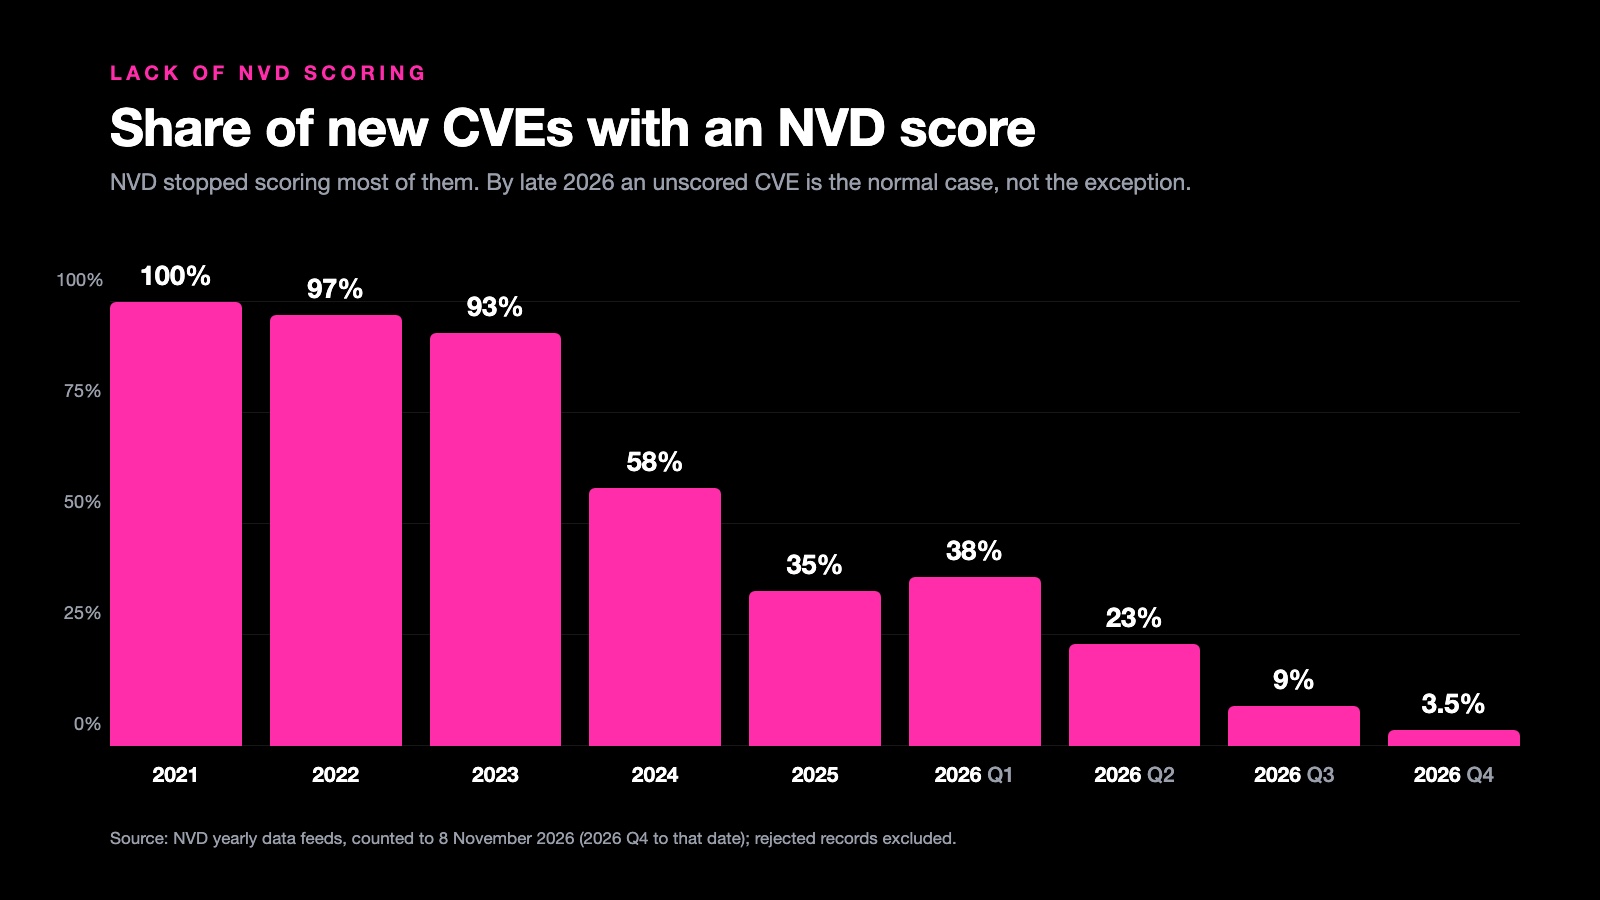 LACK OF NVD SCORING
Share of new CVEs with an NVD score
NVD stopped scoring most of them. By late 2026 an unscored CVE is the normal case, not the exception.
100%
75%
50%
25%
0%
100%
97%
93%
58%
35%
38%
23%
9%
3.5%
2021
2022
2023
2024
2025
2026 Q1
2026 Q2
2026 Q3
2026 Q4
Source: NVD yearly data feeds, counted to 8 November 2026 (2026 Q4 to that date); rejected records excluded.